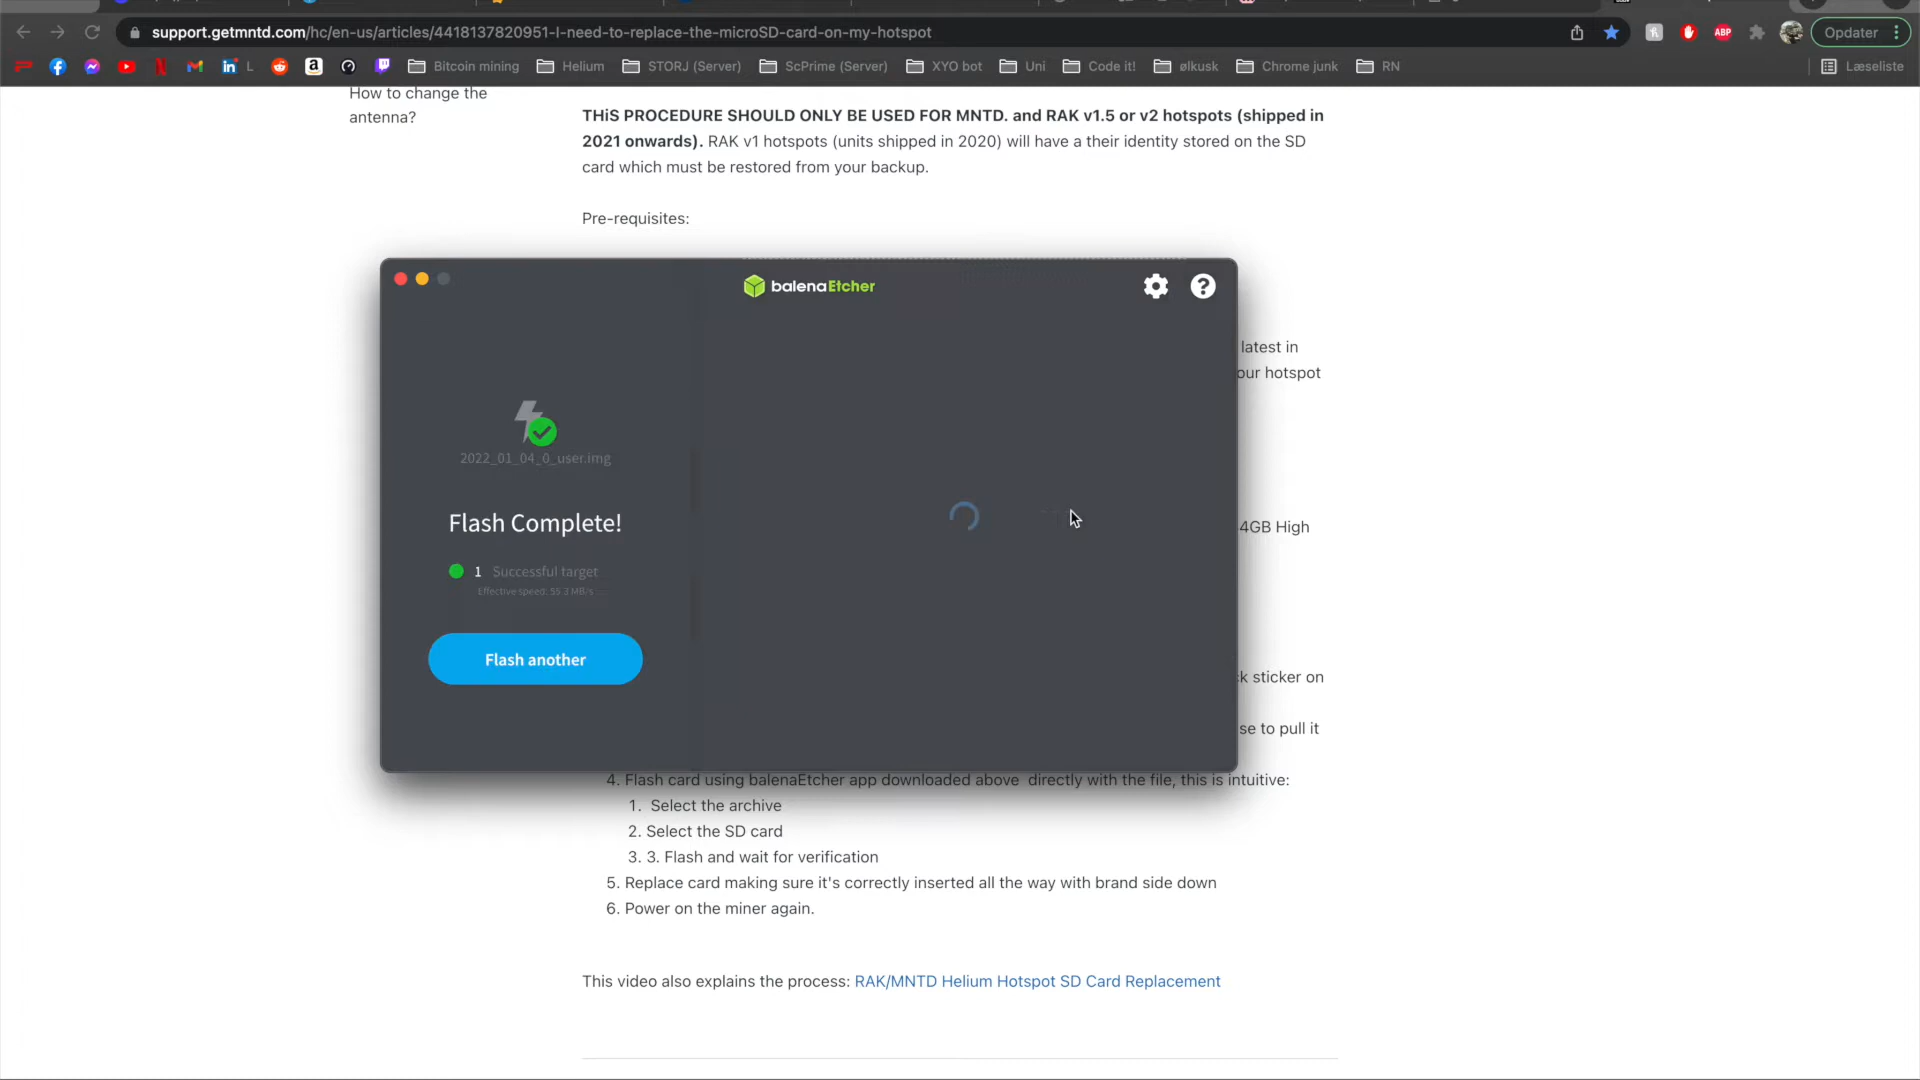 support.getmntd.com/hc/en-us/articles/4418137820951-I-need-to-replace-the-microSD-card-on-my-hotspot
ABP
Opdater
L
Bitcoin mining
Helium
STORJ (Server)
ScPrime (Server)
XYO bot
Uni
Code it!
ølkusk
Chrome junk
RN
Læseliste
How to change the
antenna?
THiS PROCEDURE SHOULD ONLY BE USED FOR MNTD. and RAK v1.5 or v2 hotspots (shipped in
2021 onwards). RAK v1 hotspots (units shipped in 2020) will have a their identity stored on the SD
card which must be restored from your backup.
Pre-requisites:
balenaEtcher
latest in
our hotspot
2022_01_04_0_user.img
Flash Complete!
4GB High
1 Successful target
Effective speed: 55.3 MB/s
Flash another
k sticker on
se to pull it
4. Flash card using balenaEtcher app downloaded above directly with the file, this is intuitive:
1. Select the archive
2. Select the SD card
3. 3. Flash and wait for verification
5. Replace card making sure it's correctly inserted all the way with brand side down
6. Power on the miner again.
This video also explains the process: RAK/MNTD Helium Hotspot SD Card Replacement